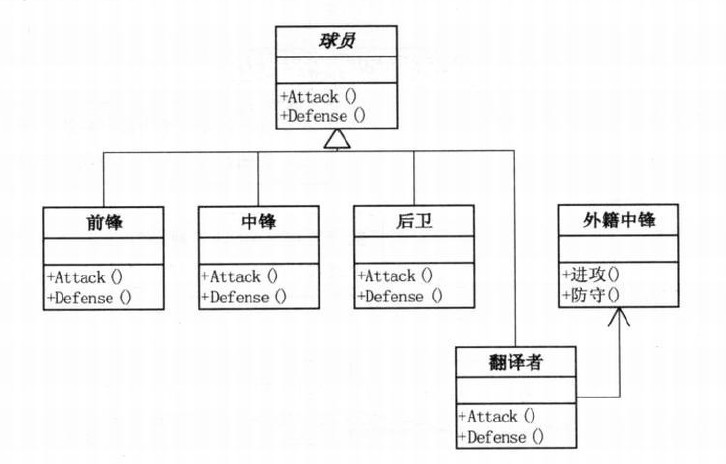 球员
+Attack()
+Defense()
前锋
+Attack()
+Defense()
中锋
+Attack()
+Defense()
后卫
+Attack()
+Defense()
外籍中锋
+进攻()
+防守()
翻译者
+Attack()
+Defense()